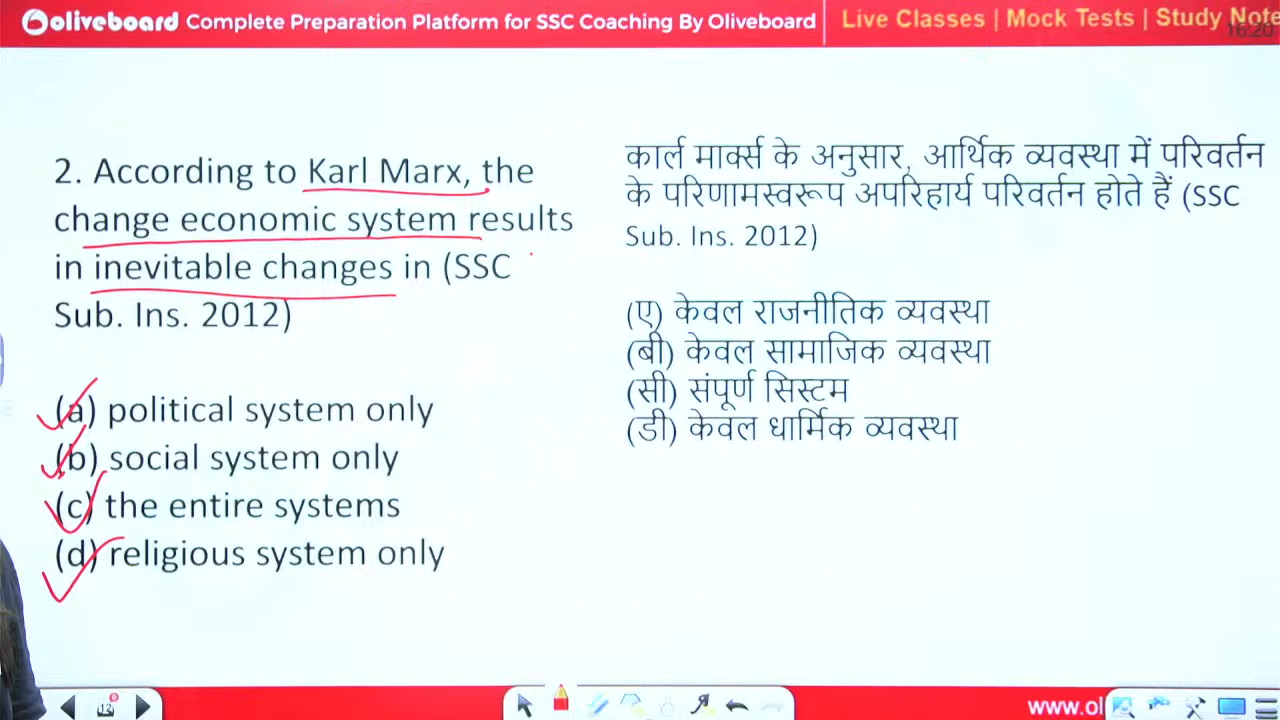 oliveboard Complete Preparation Platform for SSC Coaching By Oliveboard
Live Classes | Mock Tests | Study Note
16:20
2. According to Karl Marx, the
change economic system results
in inevitable changes in (SSC
Sub. Ins. 2012)
(a) political system only
(b) social system only
(c) the entire systems
(d) religious system only
कार्ल मार्क्स के अनुसार, आर्थिक व्यवस्था में परिवर्तन
के परिणामस्वरूप अपरिहार्य परिवर्तन होते हैं (SSC
Sub. Ins. 2012)
(ए) केवल राजनीतिक व्यवस्था
(बी) केवल सामाजिक व्यवस्था
(सी) संपूर्ण सिस्टम
(डी) केवल धार्मिक व्यवस्था
12
www.ol